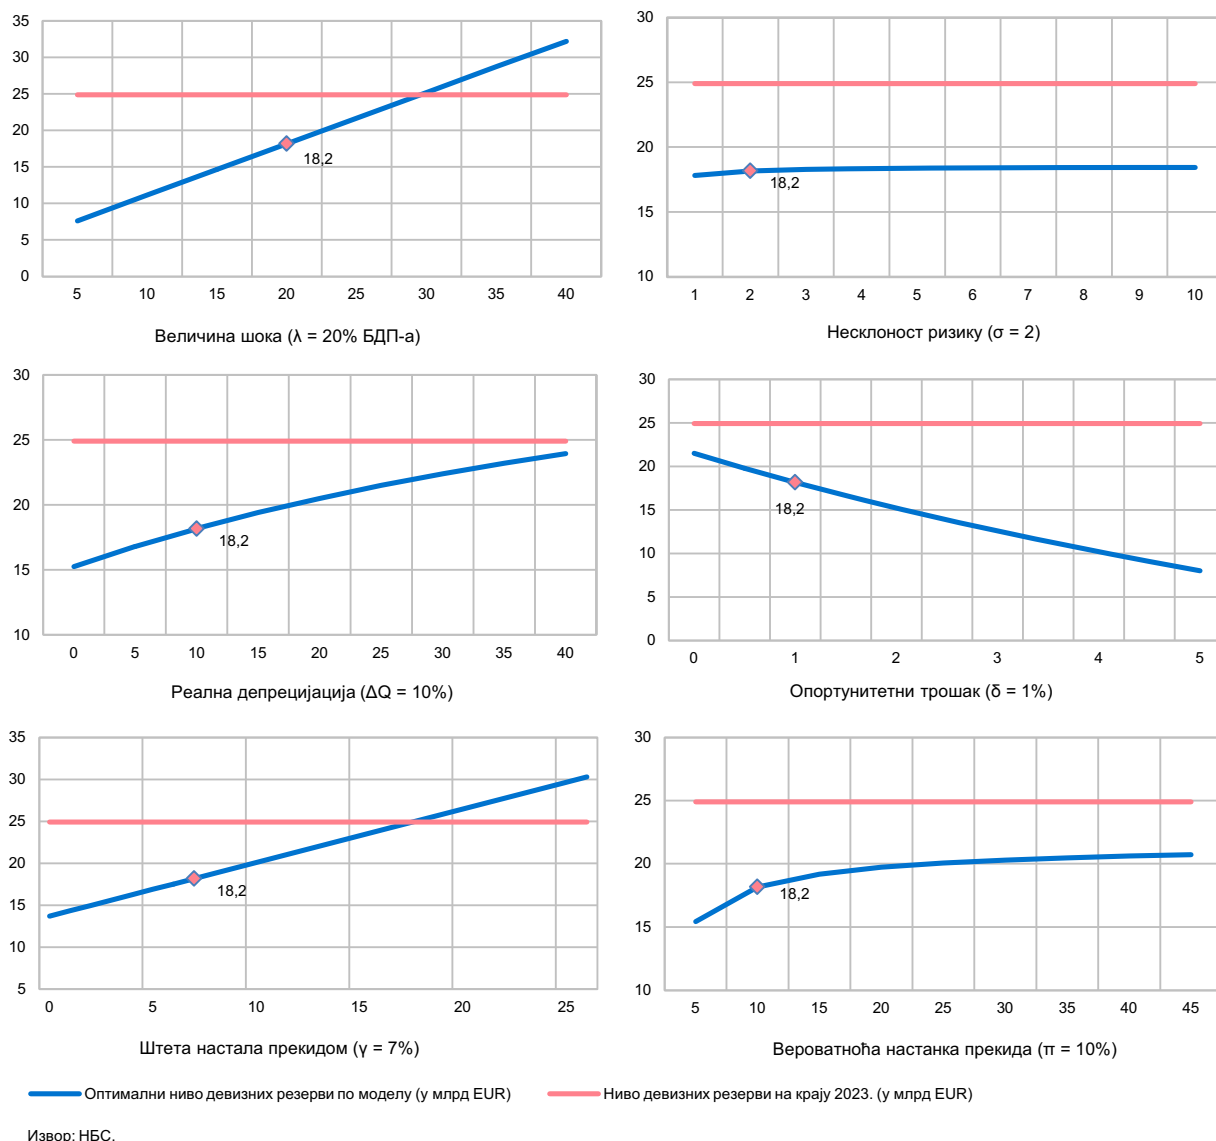 35
30
25
20
15
10
5
0
18,2
5 10 15 20 25 30 35 40
Величина шока (λ = 20% БДП-а)
30
25
20
15
10
18,2
1 2 3 4 5 6 7 8 9 10
Несклоност ризику (σ = 2)
30
25
20
15
10
18,2
0 5 10 15 20 25 30 35 40
Реална депрецијација (ΔQ = 10%)
30
25
20
15
10
5
0
18,2
0 1 2 3 4 5
Опортунитетни трошак (δ = 1%)
35
30
25
20
15
10
5
18,2
0 5 10 15 20 25
Штета настала прекидом (γ = 7%)
30
25
20
15
10
18,2
5 10 15 20 25 30 35 40 45
Вероватноћа настанка прекида (π = 10%)
Оптимални ниво девизних резерви по моделу (у млрд EUR)
Ниво девизних резерви на крају 2023. (у млрд EUR)
Извор: НБС.